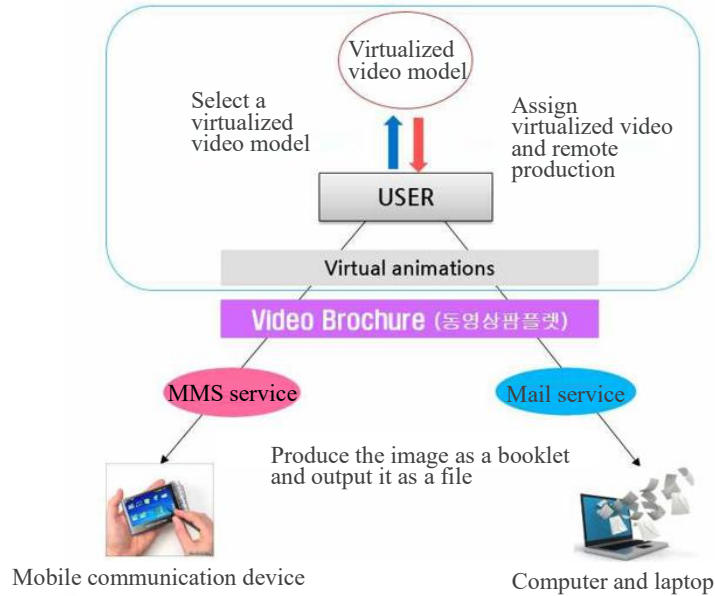 Virtualized
video model
Select a
virtualized
video model
Assign
virtualized video
and remote
production
USER
Virtual animations
Video Brochure (동영상팜플렛)
MMS service
Mail service
Produce the image as a booklet
and output it as a file
Mobile communication device
Computer and laptop